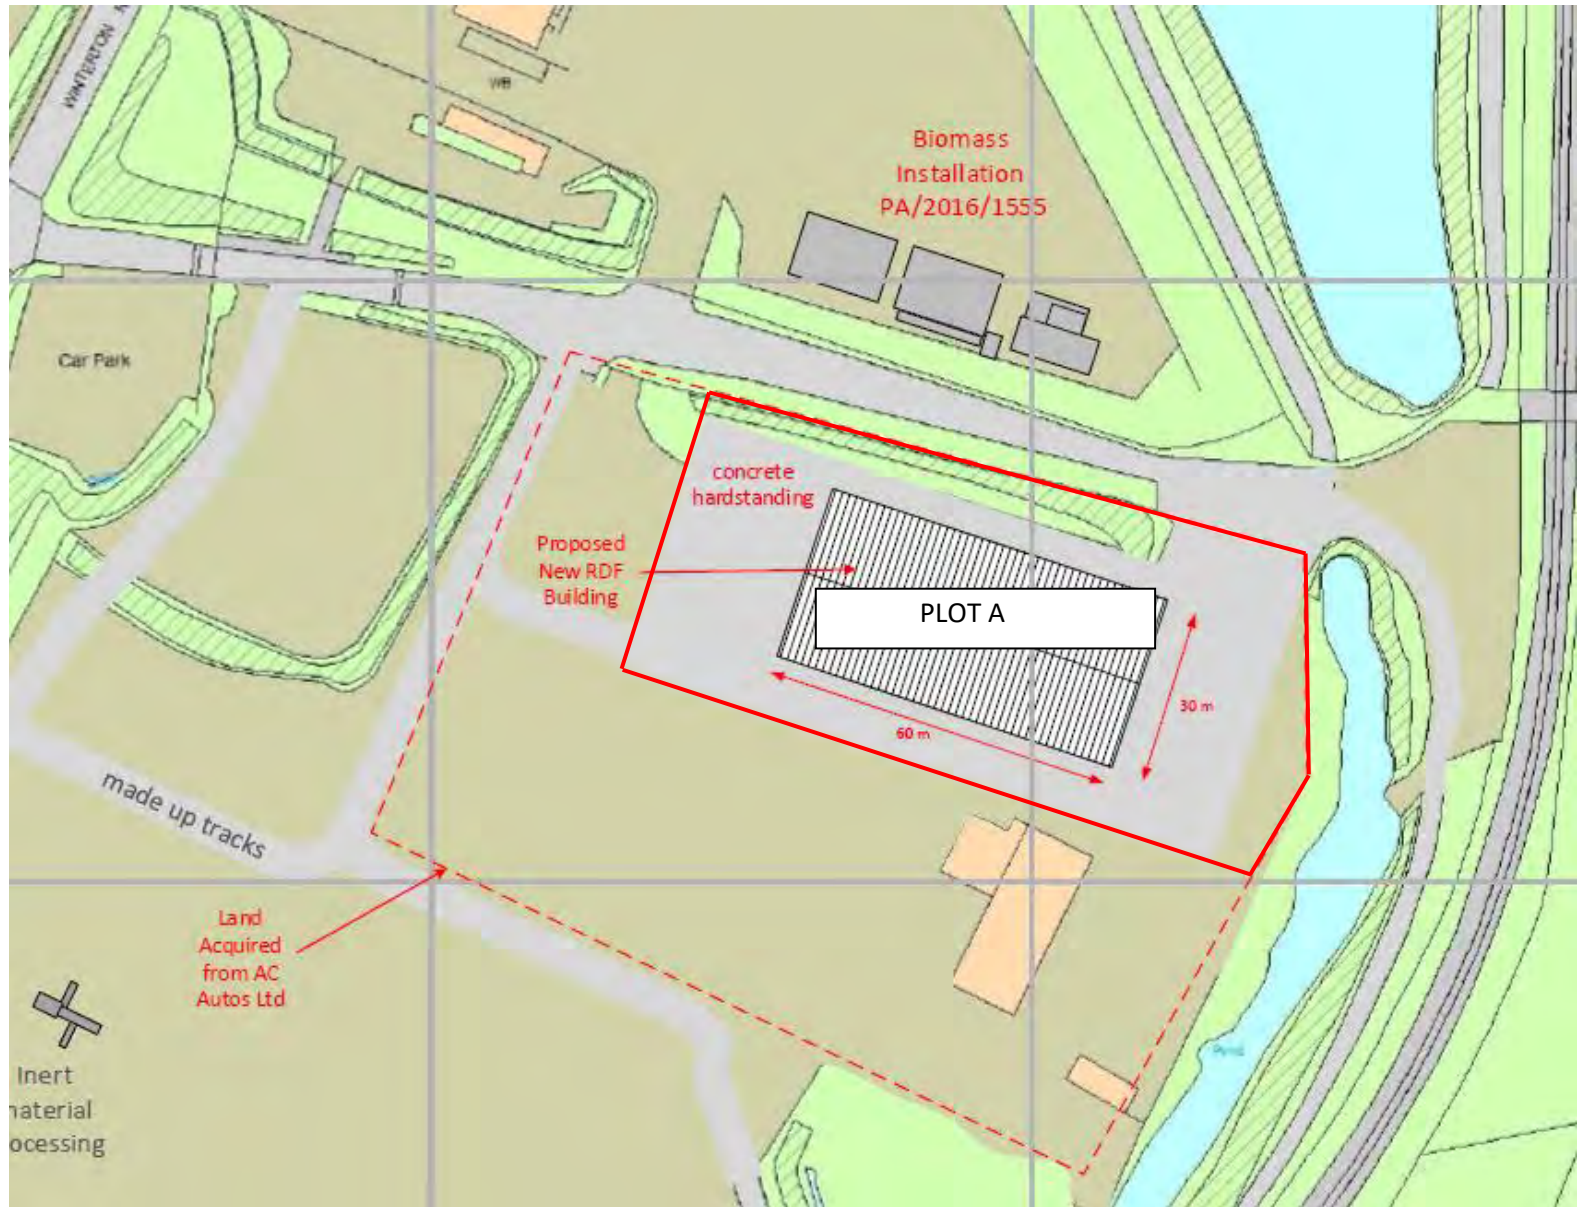 WINTERTON
WB
Biomass
Installation
PA/2016/1555
Car Park
concrete
hardstanding
Proposed
New RDF
Building
PLOT A
30 m
60 m
made up tracks
Land
Acquired
from AC
Autos Ltd
Pond
Inert
naterial
ocessing